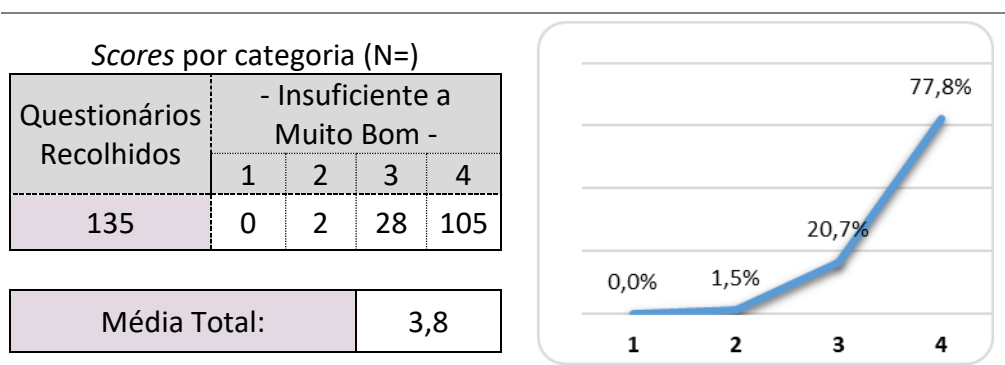 Scores por categoria (N=)
Questionários Recolhidos
- Insuficiente a
Muito Bom -
1 2 3 4
135 0 2 28 105
Média Total: 3,8
77,8%
20,7%
0,0% 1,5%
1 2 3 4